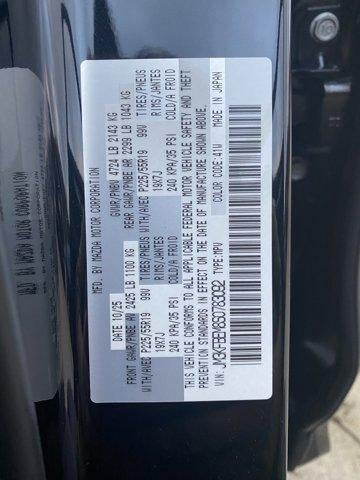 MFD. BY MAZDA MOTOR CORPORATION
DATE 10/25 GVWR/PNBV 4724 LB 2143 KG
FRONT GAWR/PNBE AV 2425 LB 1100 KG REAR GAWR/PNBE AR 2299 LB 1043 KG
WITH/AVEC P225/55R19 99V TIRES/PNEUS WITH/AVEC P225/55R19 99V TIRES/PNEUS
19X7J RIMS/JANTES 19X7J RIMS/JANTES
240 KPA/35 PSI COLD/A FROID 240 KPA/35 PSI COLD/A FROID
THIS VEHICLE CONFORMS TO ALL APPLICABLE FEDERAL MOTOR VEHICLE SAFETY AND THEFT
PREVENTION STANDARDS IN EFFECT ON THE DATE OF MANUFACTURE SHOWN ABOVE.
TYPE: MPV COLOR: 41W MADE IN JAPAN